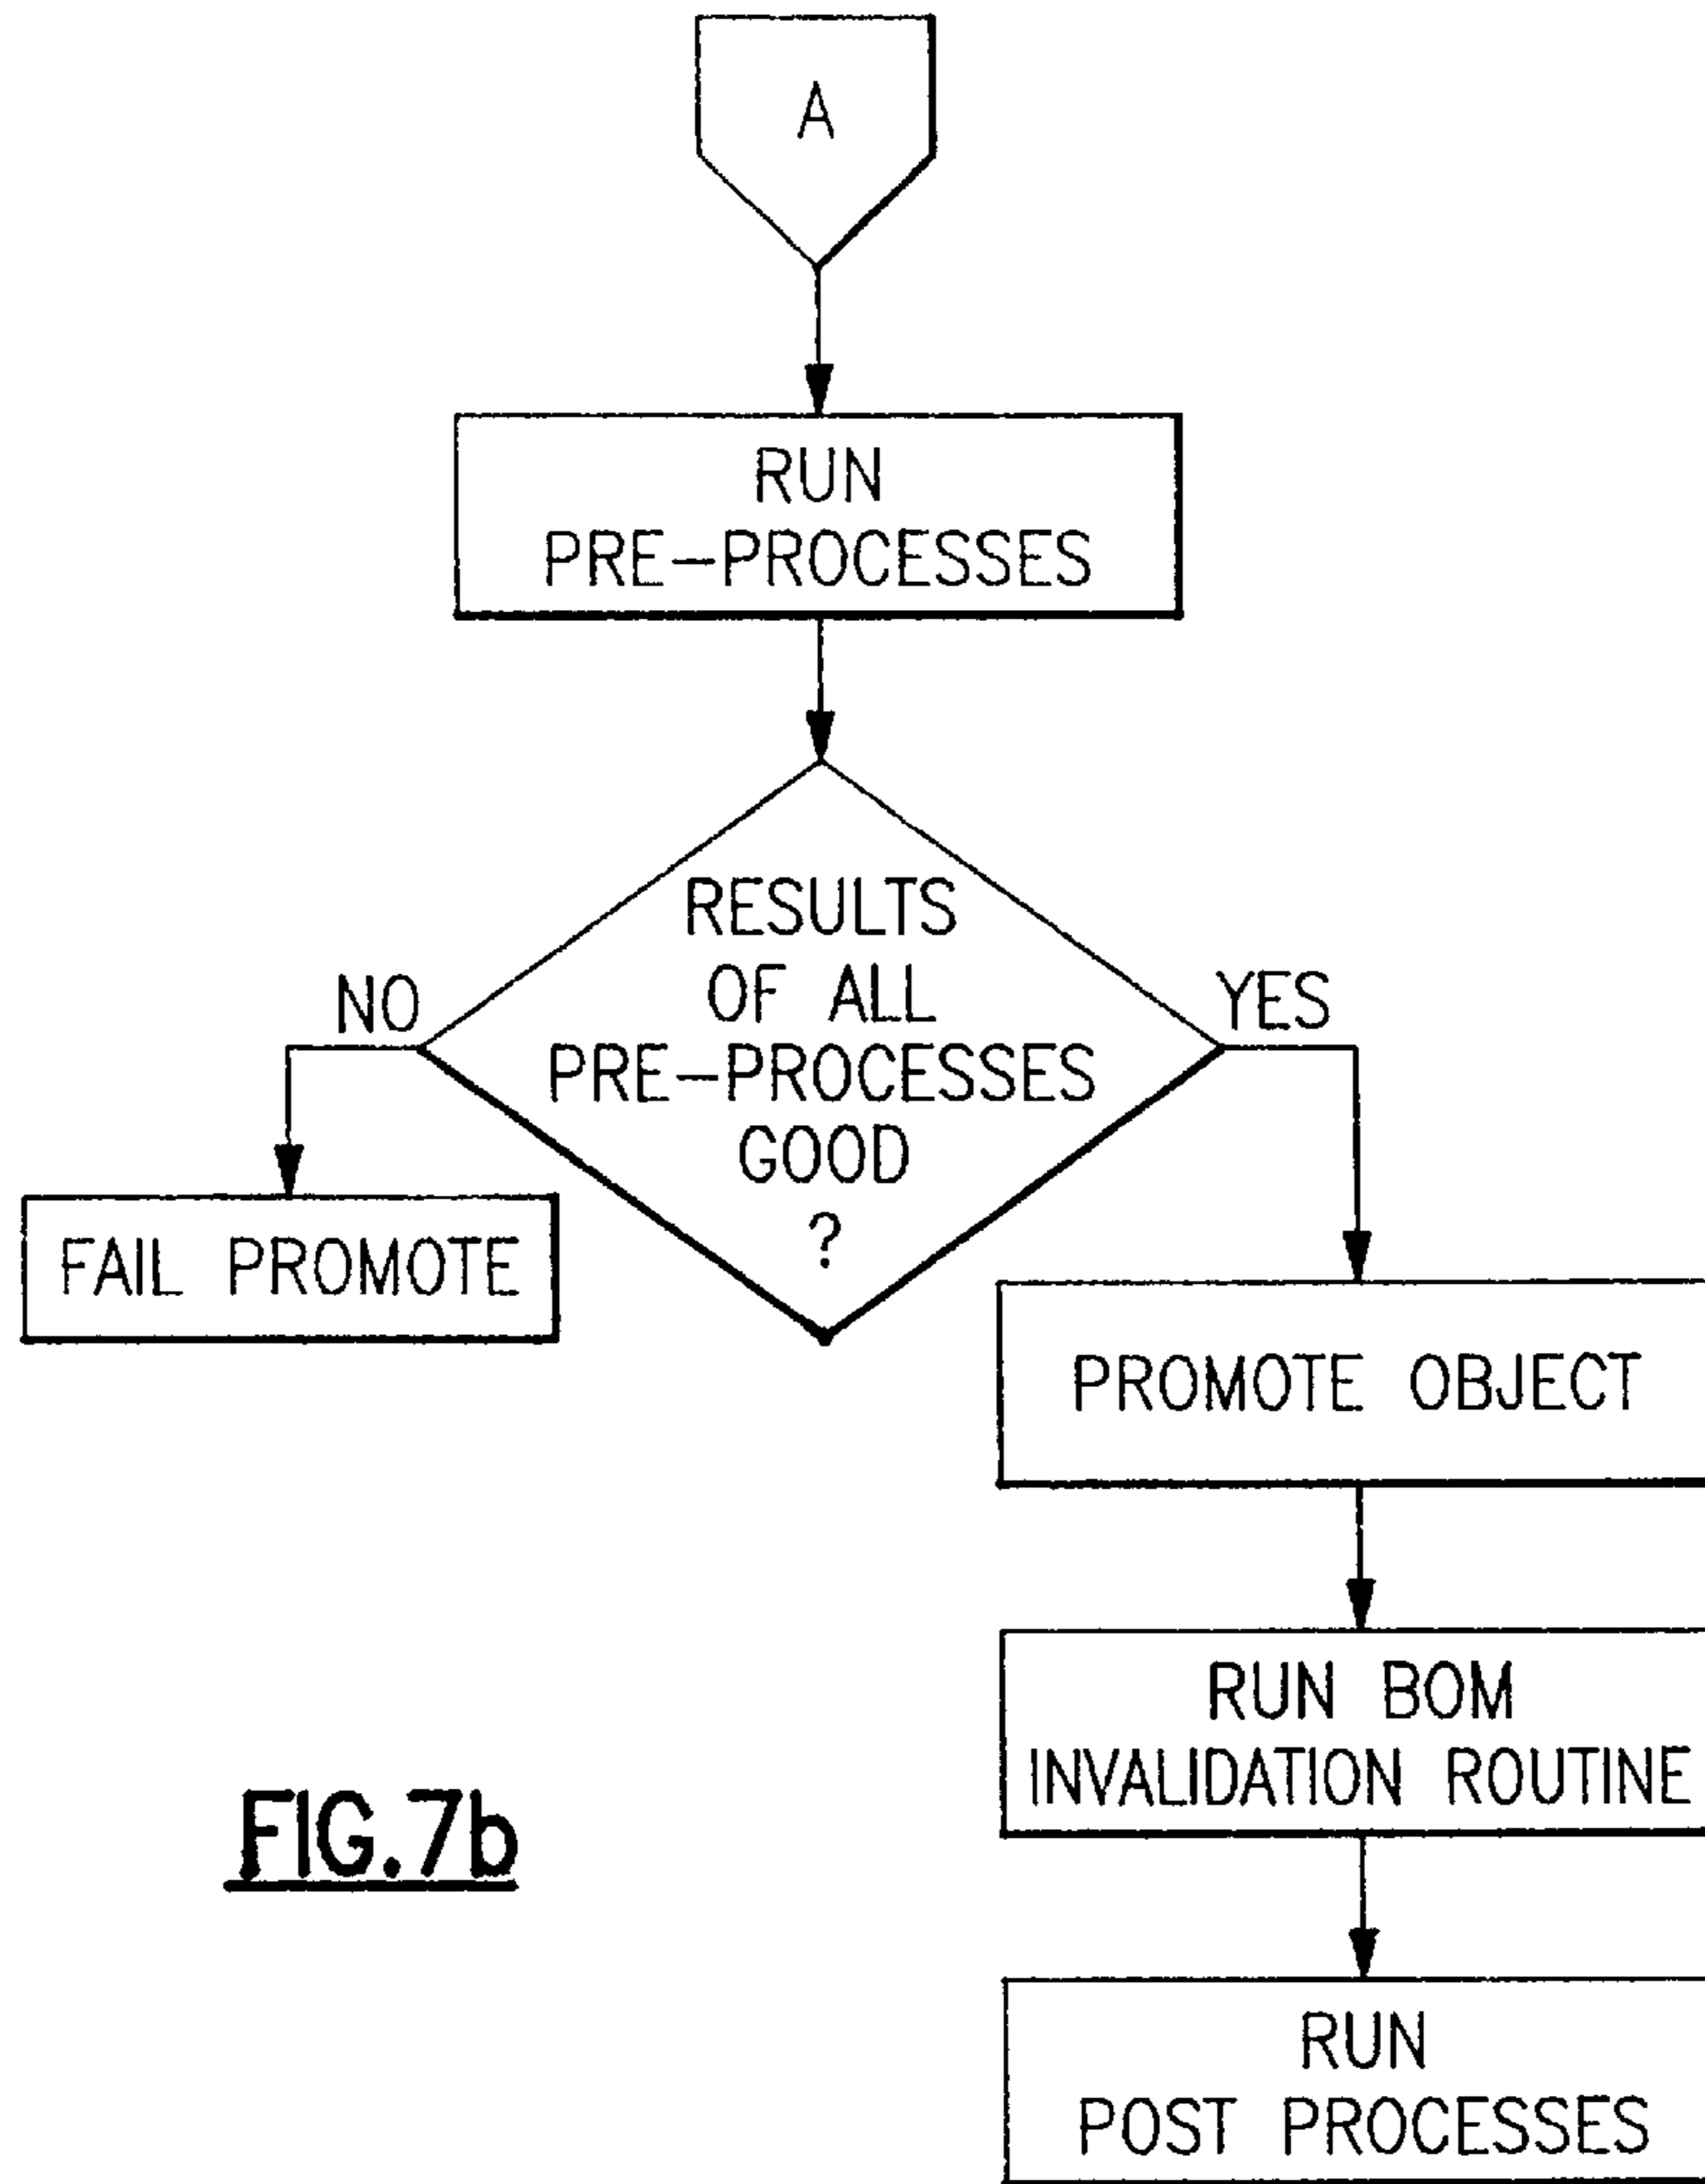 A
RUN
PRE-PROCESSES
RESULTS
OF ALL
PRE-PROCESSES
GOOD
?
NO
YES
FAIL PROMOTE
PROMOTE OBJECT
RUN BOM
INVALIDATION ROUTINE
RUN
POST PROCESSES
FIG.7b